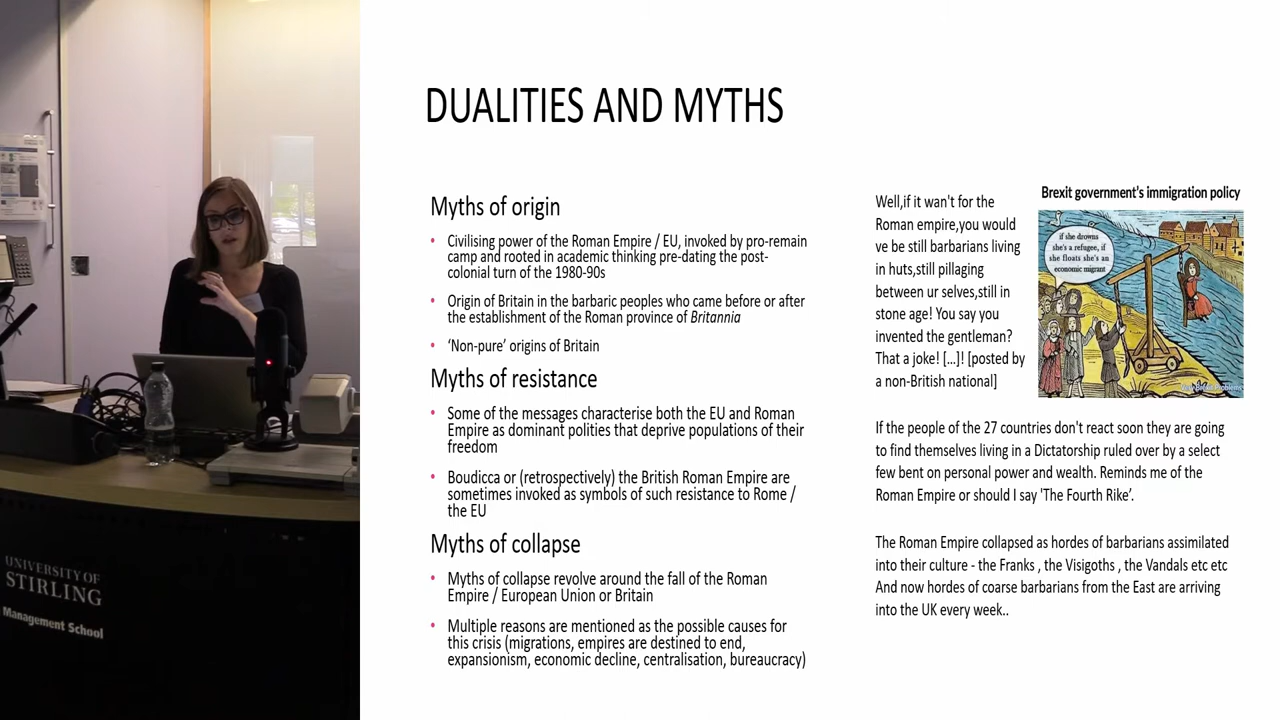 DUALITIES AND MYTHS
Myths of origin
• Civilising power of the Roman Empire / EU, invoked by pro-remain
camp and rooted in academic thinking pre-dating the post-
colonial turn of the 1980-90s
• Origin of Britain in the barbaric peoples who came before or after
the establishment of the Roman province of Britannia
• ‘Non-pure’ origins of Britain
Myths of resistance
• Some of the messages characterise both the EU and Roman
Empire as dominant polities that deprive populations of their
freedom
• Boudicca or (retrospectively) the British Roman Empire are
sometimes invoked as symbols of such resistance to Rome /
the EU
Myths of collapse
• Myths of collapse revolve around the fall of the Roman
Empire / European Union or Britain
• Multiple reasons are mentioned as the possible causes for
this crisis (migrations, empires are destined to end,
expansionism, economic decline, centralisation, bureaucracy)
Well,if it wan't for the
Roman empire,you would
ve be still barbarians living
in huts,still pillaging
between ur selves,still in
stone age! You say you
invented the gentleman?
That a joke! [...]! [posted by
a non-British national]
Brexit government's immigration policy
if she drowns
she's a refugee, if
she floats she's an
economic migrant
If the people of the 27 countries don't react soon they are going
to find themselves living in a Dictatorship ruled over by a select
few bent on personal power and wealth. Reminds me of the
Roman Empire or should I say 'The Fourth Rike’.
The Roman Empire collapsed as hordes of barbarians assimilated
into their culture - the Franks , the Visigoths , the Vandals etc etc
And now hordes of coarse barbarians from the East are arriving
into the UK every week..
UNIVERSITY OF
STIRLING
Management School